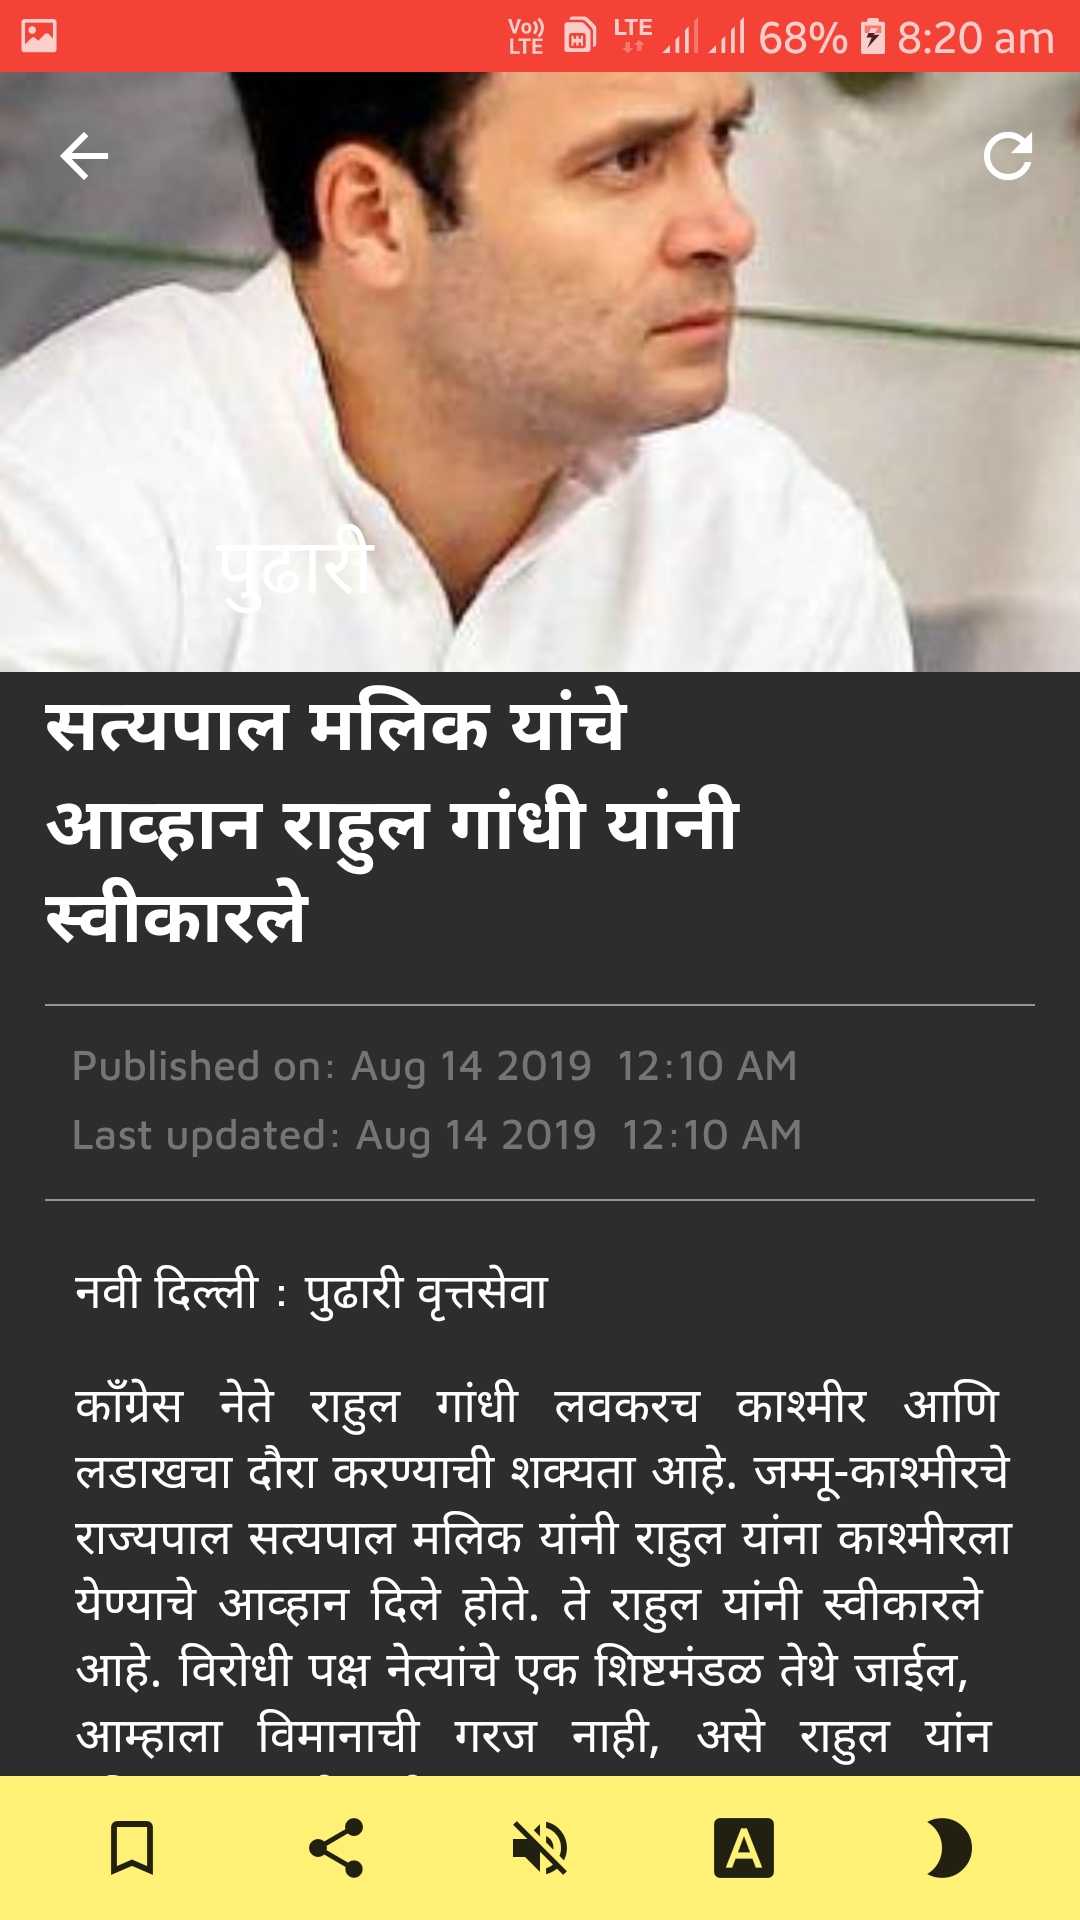 Vo)) LTE LTE 68% 8:20 am
पुढारी
सत्यपाल मलिक यांचे
आव्हान राहुल गांधी यांनी
स्वीकारले
Published on: Aug 14 2019 12:10 AM
Last updated: Aug 14 2019 12:10 AM
नवी दिल्ली : पुढारी वृत्तसेवा
काँग्रेस नेते राहुल गांधी लवकरच काश्मीर आणि
लडाखचा दौरा करण्याची शक्यता आहे. जम्मू-काश्मीरचे
राज्यपाल सत्यपाल मलिक यांनी राहुल यांना काश्मीरला
येण्याचे आव्हान दिले होते. ते राहुल यांनी स्वीकारले
आहे. विरोधी पक्ष नेत्यांचे एक शिष्टमंडळ तेथे जाईल,
आम्हाला विमानाची गरज नाही, असे राहुल यांन
A